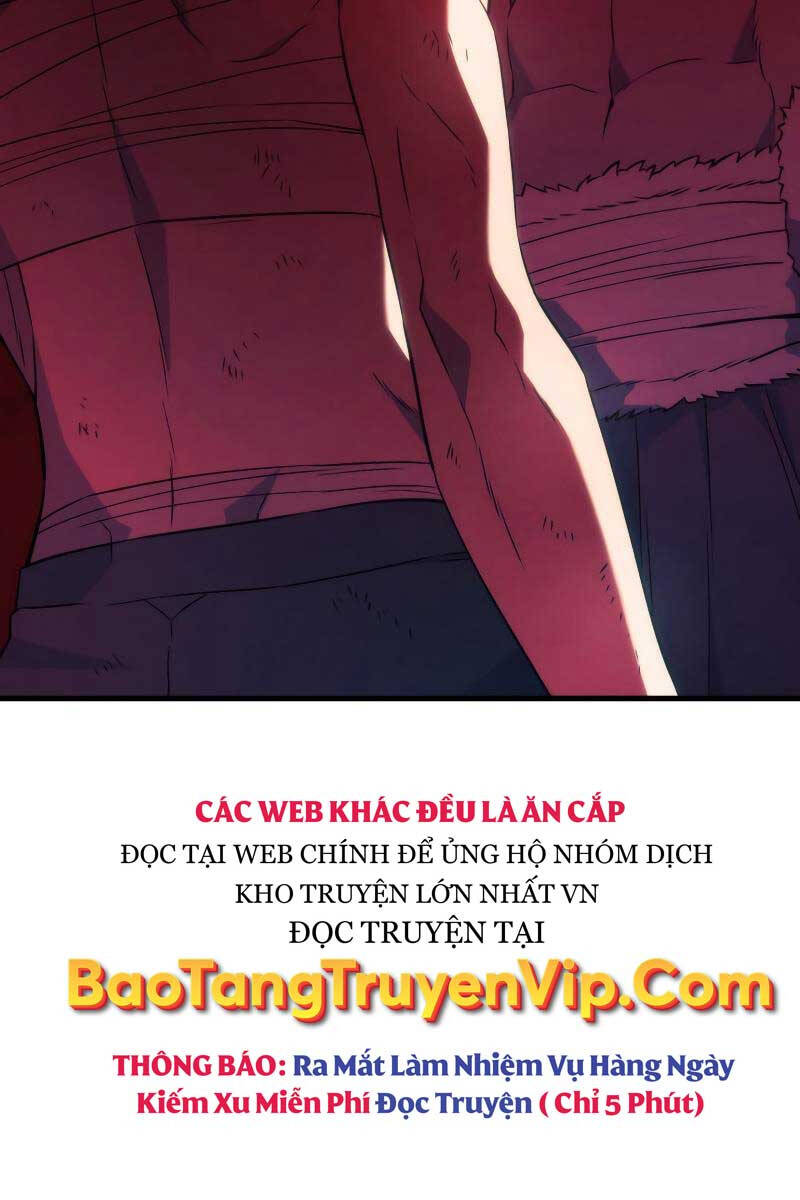 CÁC WEB KHÁC ĐỀU LÀ ĂN CẮP
ĐỌC TẠI WEB CHÍNH ĐỂ ỦNG HỘ NHÓM DỊCH
KHO TRUYỆN LỚN NHẤT VN
ĐỌC TRUYỆN TẠI
BaoTangTruyenVip.Com
THÔNG BÁO: Ra Mắt Làm Nhiệm Vụ Hàng Ngày
Kiếm Xu Miễn Phí Đọc Truyện ( Chỉ 5 Phút)